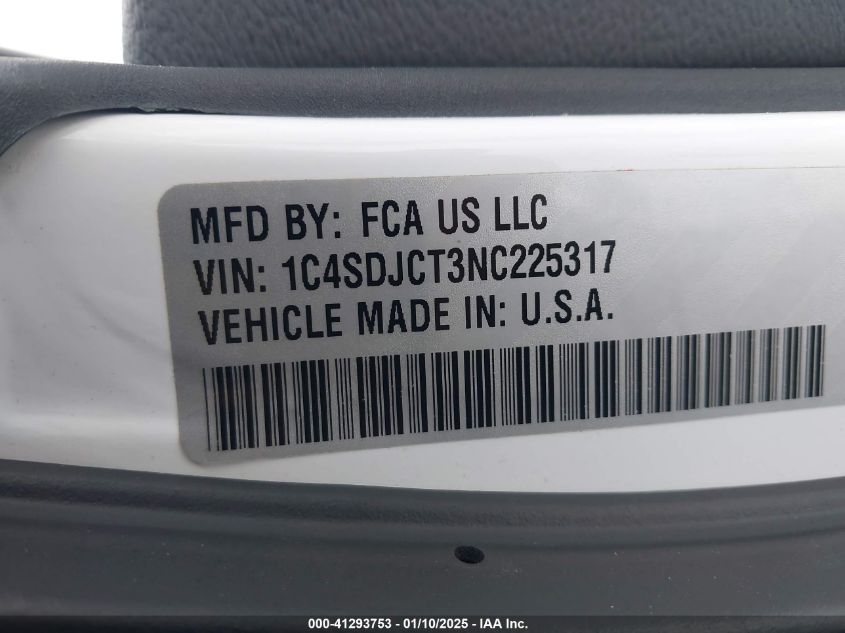 MFD BY: FCA US LLC
VIN: 1C4SDJCT3NC225317
VEHICLE MADE IN: U.S.A.
000-41293753 - 01/10/2025 - IAA Inc.